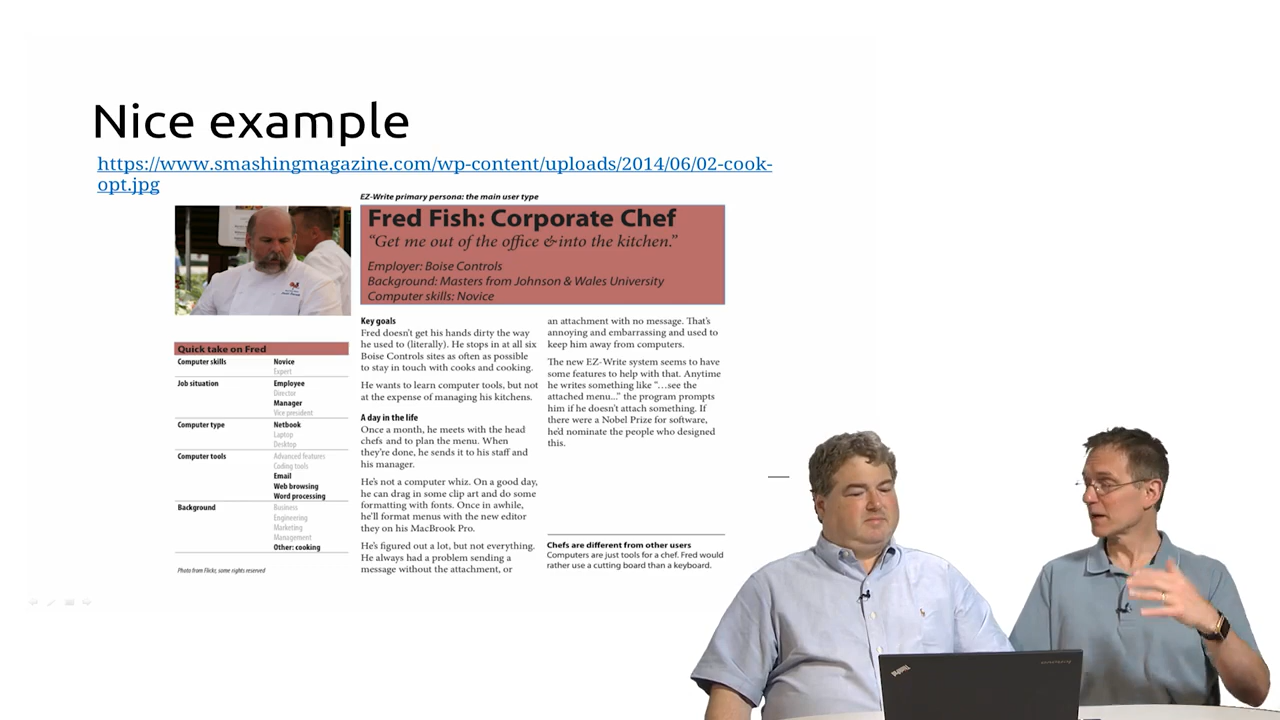 Nice example
https://www.smashingmagazine.com/wp-content/uploads/2014/06/02-cook-
opt.jpg
EZ-Write primary persona: the main user type
Fred Fish: Corporate Chef
“Get me out of the office & into the kitchen.”
Employer: Boise Controls
Background: Masters from Johnson & Wales University
Computer skills: Novice
Quick take on Fred
Computer skills Novice
Expert
Job situation Employee
Director
Manager
Vice president
Computer type Netbook
Laptop
Desktop
Computer tools Advanced features
Coding tools
Email
Web browsing
Word processing
Background Business
Engineering
Marketing
Management
Other: cooking
Photo from Flickr, some rights reserved
Key goals
Fred doesn't get his hands dirty the way
he used to (literally). He stops in at all six
Boise Controls sites as often as possible
to stay in touch with cooks and cooking.
He wants to learn computer tools, but not
at the expense of managing his kitchens.
A day in the life
Once a month, he meets with the head
chefs and to plan the menu. When
they're done, he sends it to his staff and
his manager.
He's not a computer whiz. On a good day,
he can drag in some clip art and do some
formatting with fonts. Once in awhile,
he'll format menus with the new editor
they on his MacBook Pro.
He's figured out a lot, but not everything.
He always had a problem sending a
message without the attachment, or
an attachment with no message. That's
annoying and embarrassing and used to
keep him away from computers.
The new EZ-Write system seems to have
some features to help with that. Anytime
he writes something like “...see the
attached menu...” the program prompts
him if he doesn't attach something. If
there were a Nobel Prize for software,
he'd nominate the people who designed
this.
Chefs are different from other users
Computers are just tools for a chef. Fred would
rather use a cutting board than a keyboard.
ThinkPad